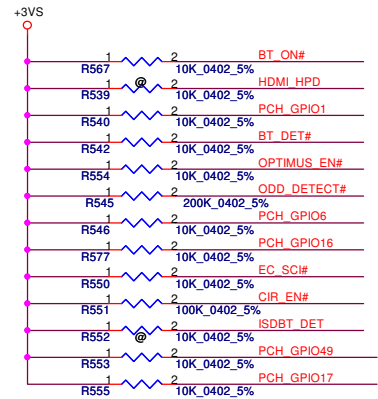 +3VS
1 2 BT_ON#
R567 10K_0402_5%
1 @ 2 HDMI_HPD
R539 10K_0402_5%
1 2 PCH_GPIO1
R540 10K_0402_5%
1 2 BT_DET#
R542 10K_0402_5%
1 2 OPTIMUS_EN#
R554 10K_0402_5%
1 2 ODD_DETECT#
R545 200K_0402_5%
1 2 PCH_GPIO6
R546 10K_0402_5%
1 2 PCH_GPIO16
R577 10K_0402_5%
1 2 EC_SCI#
R550 10K_0402_5%
1 2 CIR_EN#
R551 100K_0402_5%
1 2 ISDBT_DET
R552 @ 10K_0402_5%
1 2 PCH_GPIO49
R553 10K_0402_5%
1 2 PCH_GPIO17
R555 10K_0402_5%